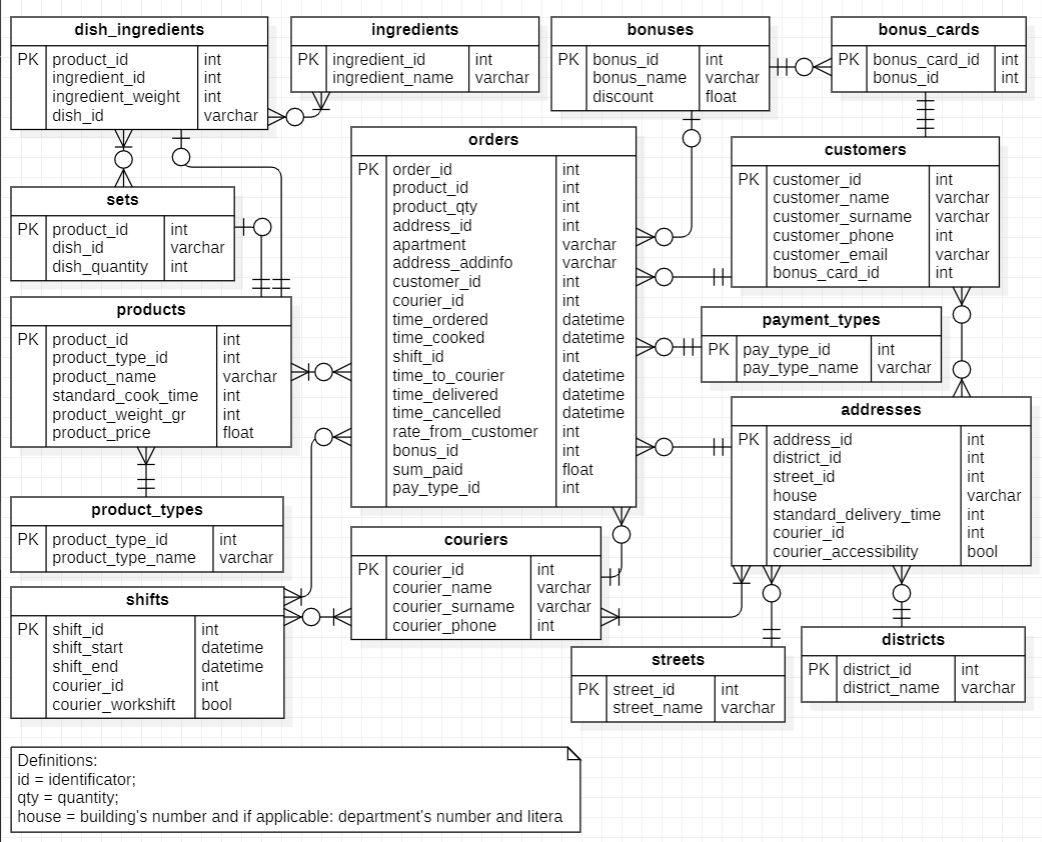 dish_ingredients
PK product_id int
ingredient_id int
ingredient_weight int
dish_id varchar
ingredients
PK ingredient_id int
ingredient_name varchar
bonuses
PK bonus_id int
bonus_name varchar
discount float
bonus_cards
PK bonus_card_id int
bonus_id int
orders
PK order_id int
product_id int
product_qty int
address_id int
apartment varchar
address_addinfo varchar
customer_id int
courier_id int
time_ordered datetime
time_cooked datetime
shift_id int
time_to_courier datetime
time_delivered datetime
time_cancelled datetime
rate_from_customer int
bonus_id int
sum_paid float
pay_type_id int
customers
PK customer_id int
customer_name varchar
customer_surname varchar
customer_phone int
customer_email varchar
bonus_card_id int
sets
PK product_id int
dish_id varchar
dish_quantity int
products
PK product_id int
product_type_id int
product_name varchar
standard_cook_time int
product_weight_gr int
product_price float
payment_types
PK pay_type_id int
pay_type_name varchar
addresses
PK address_id int
district_id int
street_id int
house varchar
standard_delivery_time int
courier_id int
courier_accessibility bool
product_types
PK product_type_id int
product_type_name varchar
couriers
PK courier_id int
courier_name varchar
courier_surname varchar
courier_phone int
shifts
PK shift_id int
shift_start datetime
shift_end datetime
courier_id int
courier_workshift bool
streets
PK street_id int
street_name varchar
districts
PK district_id int
district_name varchar
Definitions:
id = identificator;
qty = quantity;
house = building's number and if applicable: department's number and litera